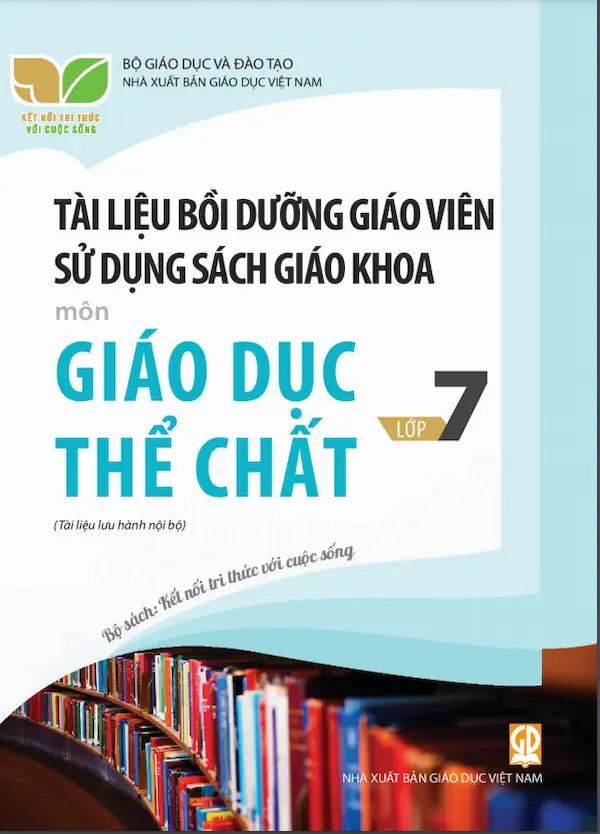 BỘ GIÁO DỤC VÀ ĐÀO TẠO
NHÀ XUẤT BẢN GIÁO DỤC VIỆT NAM
KẾT NỐI TRI THỨC
VỚI CUỘC SỐNG
TÀI LIỆU BỒI DƯỠNG GIÁO VIÊN
SỬ DỤNG SÁCH GIÁO KHOA
môn
GIÁO DỤC
THỂ CHẤT
LỚP 7
(Tài liệu lưu hành nội bộ)
Bộ sách: Kết nối tri thức với cuộc sống
GD
NHÀ XUẤT BẢN GIÁO DỤC VIỆT NAM